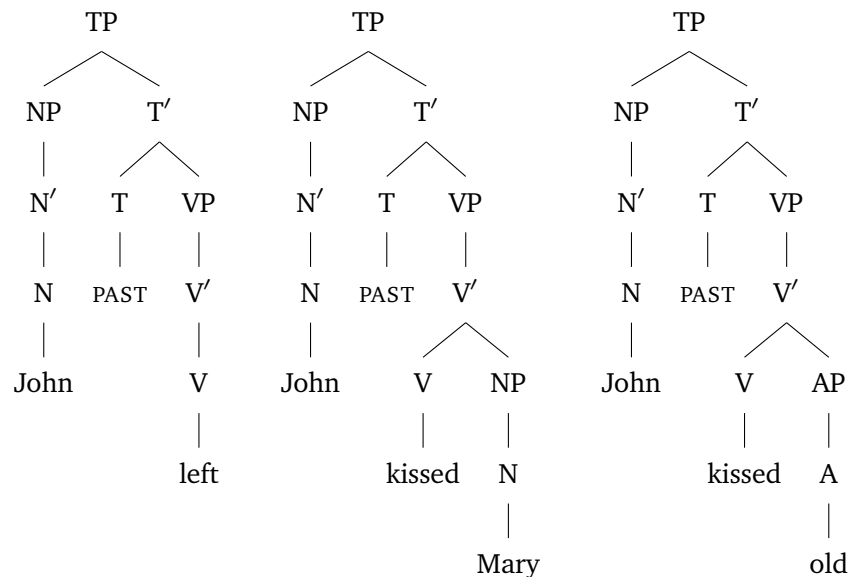 TP TP TP
NP T′ NP T′ NP T′
N′ T VP N′ T VP N′ T VP
N PAST V′ N PAST V′ N PAST V′
John V John V NP John V AP
left kissed N kissed A
Mary old